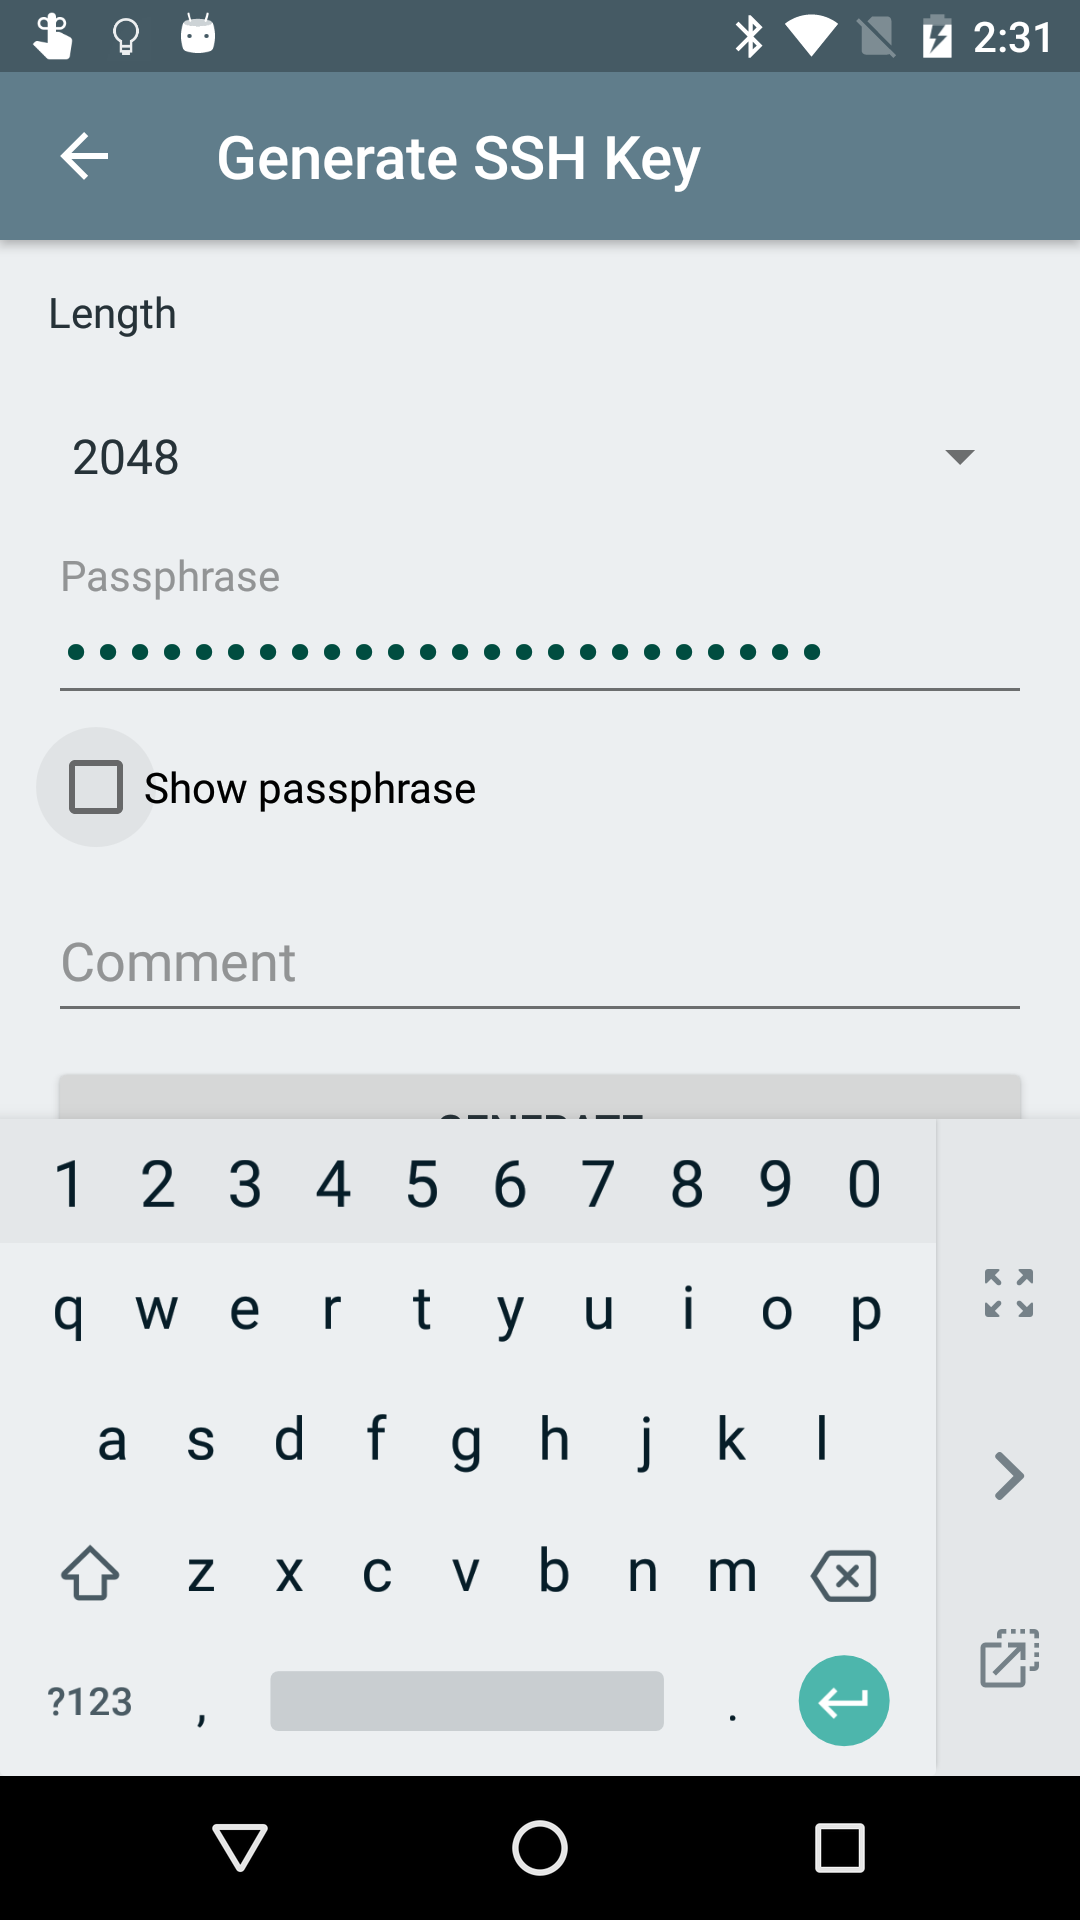 2:31
Generate SSH Key
Length
2048
Passphrase
••••••••••••••••••••••••
Show passphrase
Comment
GENERATE
1 2 3 4 5 6 7 8 9 0
q w e r t y u i o p
a s d f g h j k l
z x c v b n m
?123 , .